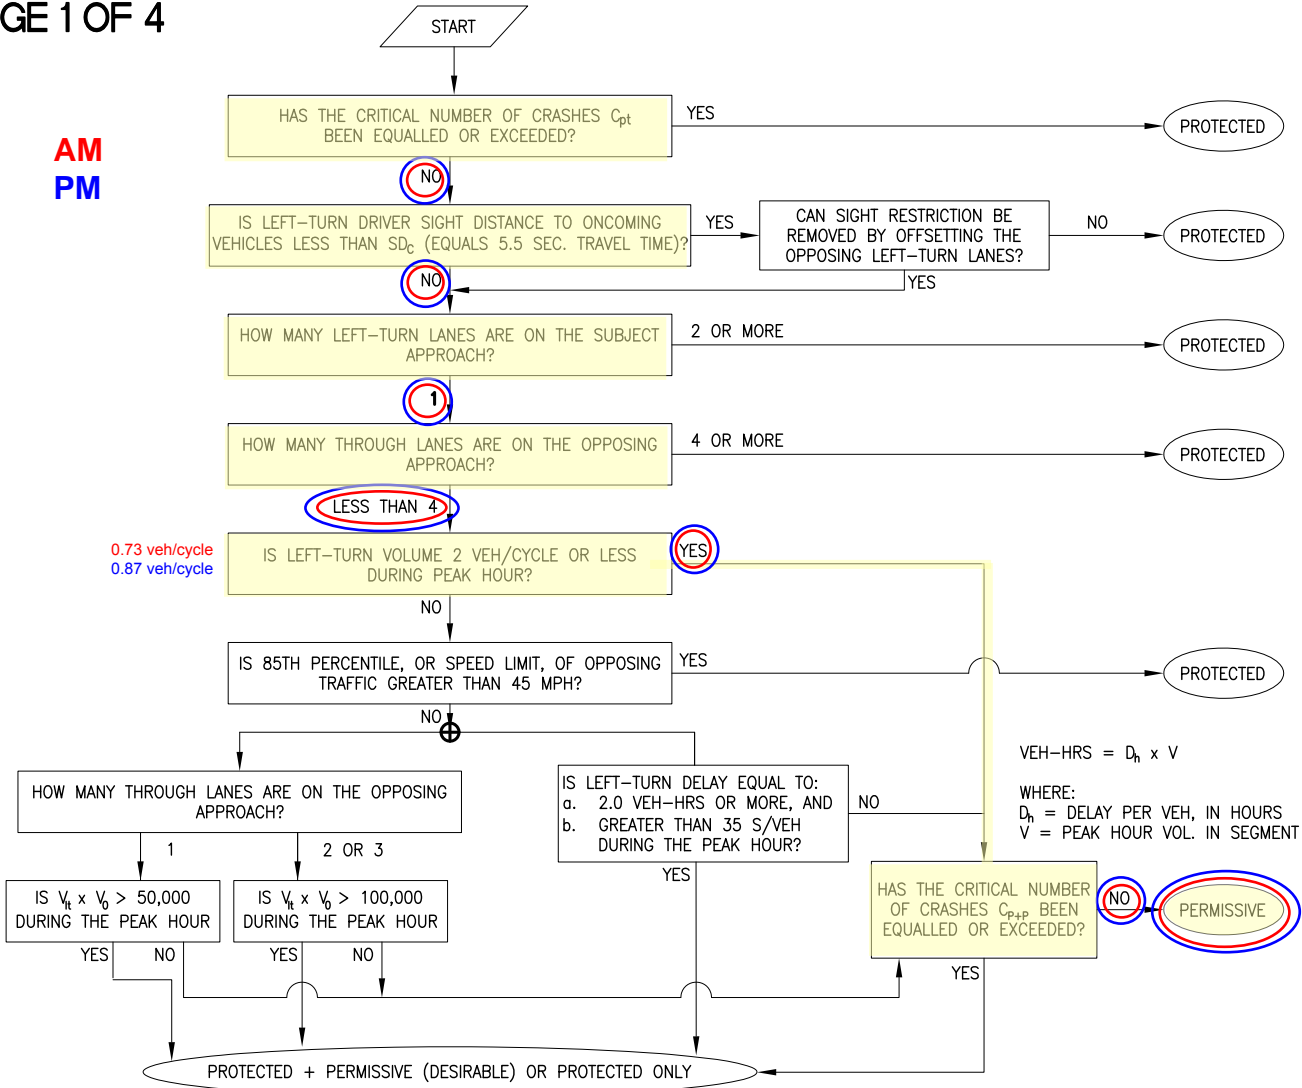 GE 1 OF 4
START
AM
PM
HAS THE CRITICAL NUMBER OF CRASHES Cpt
BEEN EQUALLED OR EXCEEDED?
YES
PROTECTED
NO
IS LEFT-TURN DRIVER SIGHT DISTANCE TO ONCOMING
VEHICLES LESS THAN SDC (EQUALS 5.5 SEC. TRAVEL TIME)?
YES
CAN SIGHT RESTRICTION BE
REMOVED BY OFFSETTING THE
OPPOSING LEFT-TURN LANES?
NO
PROTECTED
YES
NO
HOW MANY LEFT-TURN LANES ARE ON THE SUBJECT
APPROACH?
2 OR MORE
PROTECTED
1
HOW MANY THROUGH LANES ARE ON THE OPPOSING
APPROACH?
4 OR MORE
PROTECTED
LESS THAN 4
0.73 veh/cycle
0.87 veh/cycle
IS LEFT-TURN VOLUME 2 VEH/CYCLE OR LESS
DURING PEAK HOUR?
YES
NO
IS 85TH PERCENTILE, OR SPEED LIMIT, OF OPPOSING
TRAFFIC GREATER THAN 45 MPH?
YES
PROTECTED
NO
HOW MANY THROUGH LANES ARE ON THE OPPOSING
APPROACH?
1
2 OR 3
IS Vlt x Vo > 50,000
DURING THE PEAK HOUR
IS Vlt x Vo > 100,000
DURING THE PEAK HOUR
YES
NO
YES
NO
IS LEFT-TURN DELAY EQUAL TO:
a. 2.0 VEH-HRS OR MORE, AND
b. GREATER THAN 35 S/VEH
DURING THE PEAK HOUR?
NO
YES
VEH-HRS = Dh x V
WHERE:
Dh = DELAY PER VEH, IN HOURS
V = PEAK HOUR VOL. IN SEGMENT
HAS THE CRITICAL NUMBER
OF CRASHES CP+P BEEN
EQUALLED OR EXCEEDED?
NO
PERMISSIVE
YES
PROTECTED + PERMISSIVE (DESIRABLE) OR PROTECTED ONLY